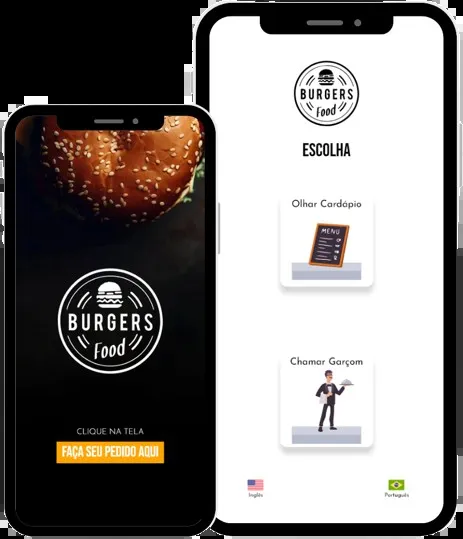 BURGERS
Food
CLIQUE NA TELA
FAÇA SEU PEDIDO AQUI
BURGERS
Food
ESCOLHA
Olhar Cardápio
MENU
Chamar Garçom
Inglês
Português